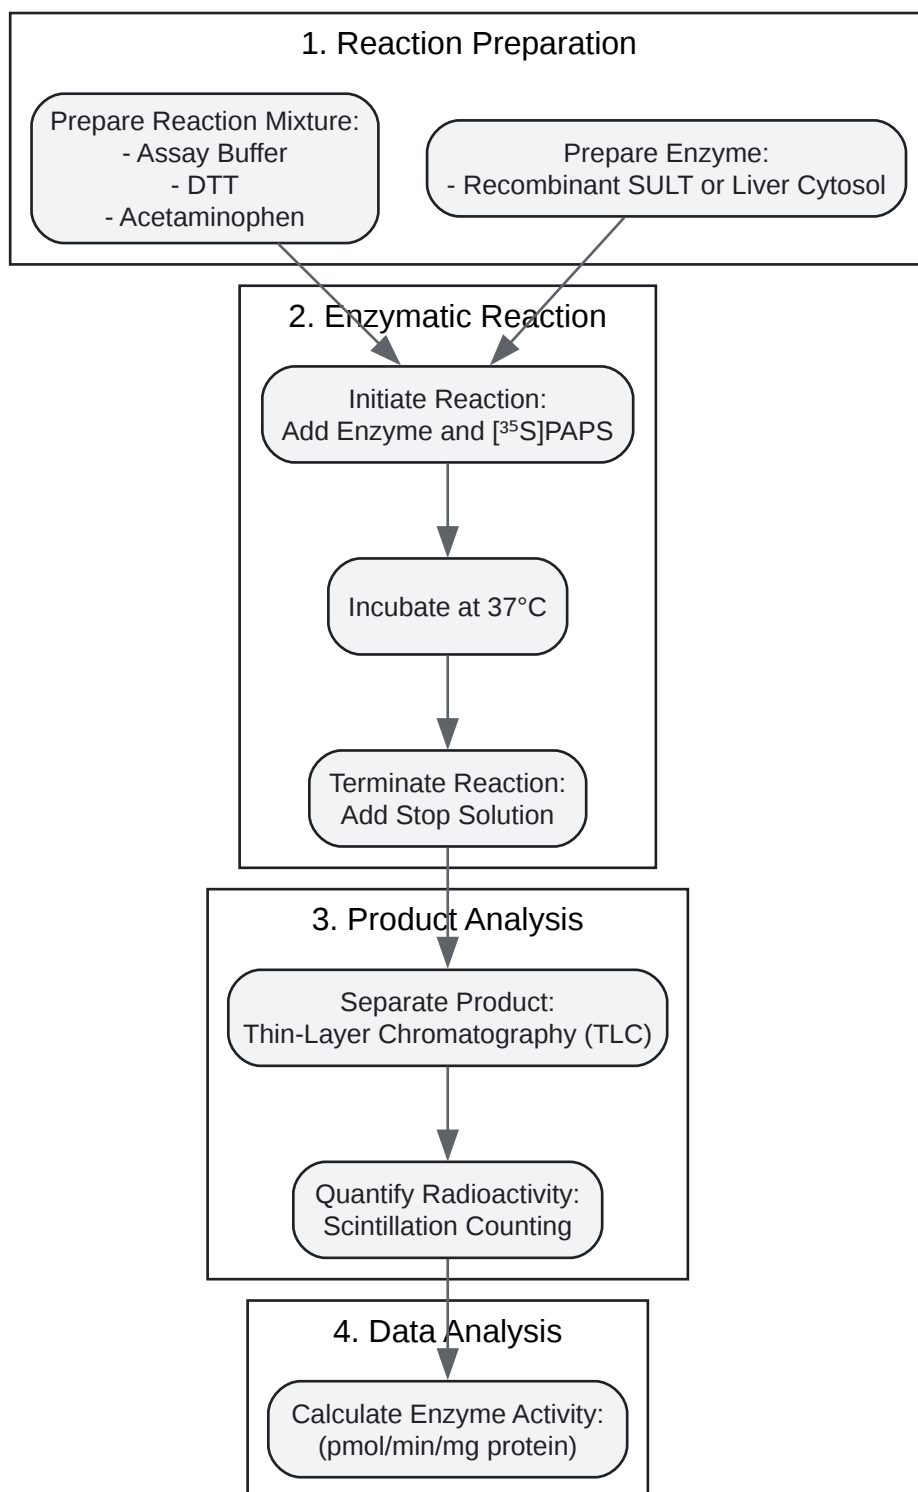 1. Reaction Preparation
Prepare Reaction Mixture:
- Assay Buffer
- DTT
- Acetaminophen
Prepare Enzyme:
- Recombinant SULT or Liver Cytosol
2. Enzymatic Reaction
Initiate Reaction:
Add Enzyme and [³⁵S]PAPS
Incubate at 37°C
Terminate Reaction:
Add Stop Solution
3. Product Analysis
Separate Product:
Thin-Layer Chromatography (TLC)
Quantify Radioactivity:
Scintillation Counting
4. Data Analysis
Calculate Enzyme Activity:
(pmol/min/mg protein)